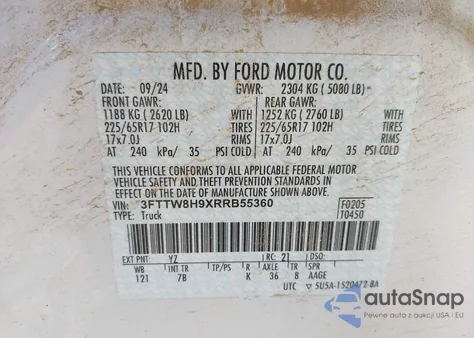 MFD. BY FORD MOTOR CO.
DATE: 09/24 GVWR: 2304 KG ( 5080 LB)
FRONT GAWR: REAR GAWR:
1188 KG ( 2620 LB) WITH 1252 KG ( 2760 LB) WITH
225/65R17 102H TIRES 225/65R17 102H TIRES
17x7.0J RIMS 17x7.0J RIMS
AT 240 kPa/ 35 PSI COLD AT 240 kPa/ 35 PSI COLD
THIS VEHICLE CONFORMS TO ALL APPLICABLE FEDERAL MOTOR
VEHICLE SAFETY AND THEFT PREVENTION STANDARDS IN
EFFECT ON THE DATE OF MANUFACTURE SHOWN ABOVE.
VIN: 3FTTW8H9XRRB55360 F0205
TYPE: Truck T0450
EXT PNT: YZ RC: 21 DSO:
WB INT TR TP/PS R AXLE TR SPR
121 7B K 36 8 AAGE
UTC 5U5A-1520472-BA
autoSnap
Pewne auta z aukcji USA i EU